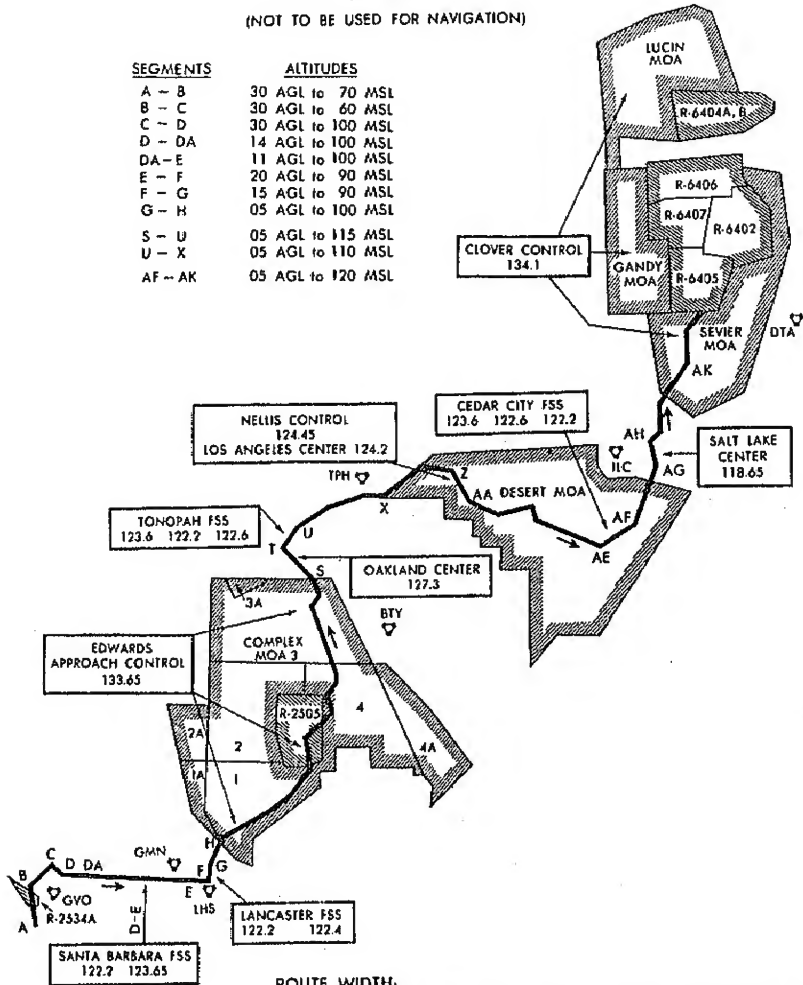 (NOT TO BE USED FOR NAVIGATION)
SEGMENTS ALTITUDES
A - B 30 AGL to 70 MSL
B - C 30 AGL to 60 MSL
C - D 30 AGL to 100 MSL
D - DA 14 AGL to 100 MSL
DA-E 11 AGL to 100 MSL
E - F 20 AGL to 90 MSL
F - G 15 AGL to 90 MSL
G - H 05 AGL to 100 MSL
S - U 05 AGL to 115 MSL
U - X 05 AGL to 110 MSL
AF - AK 05 AGL to 120 MSL
LUCIN
MOA
R-6404A, B
R-6406
R-6407
R-6402
CLOVER CONTROL
134.1
GANDY
MOA
R-6405
SEVIER
MOA
DTA
AK
NELLIS CONTROL
124.45
LOS ANGELES CENTER 124.2
CEDAR CITY FSS
123.6 122.6 122.2
AH
ILC
AG
SALT LAKE
CENTER
118.65
TPH
Z
AA
DESERT MOA
X
AF
AE
TONOPAH FSS
123.6 122.2 122.6
U
T
S
OAKLAND CENTER
127.3
3A
BTY
EDWARDS
APPROACH CONTROL
133.65
COMPLEX
MOA 3
R-2505
4
2A
2
4A
1A
1
H
GMN
C
D
DA
F
G
B
E
GVO
LHS
R-2534A
A
D-E
LANCASTER FSS
122.2 122.4
SANTA BARBARA FSS
122.2 123.65
ROUTE WIDTH: